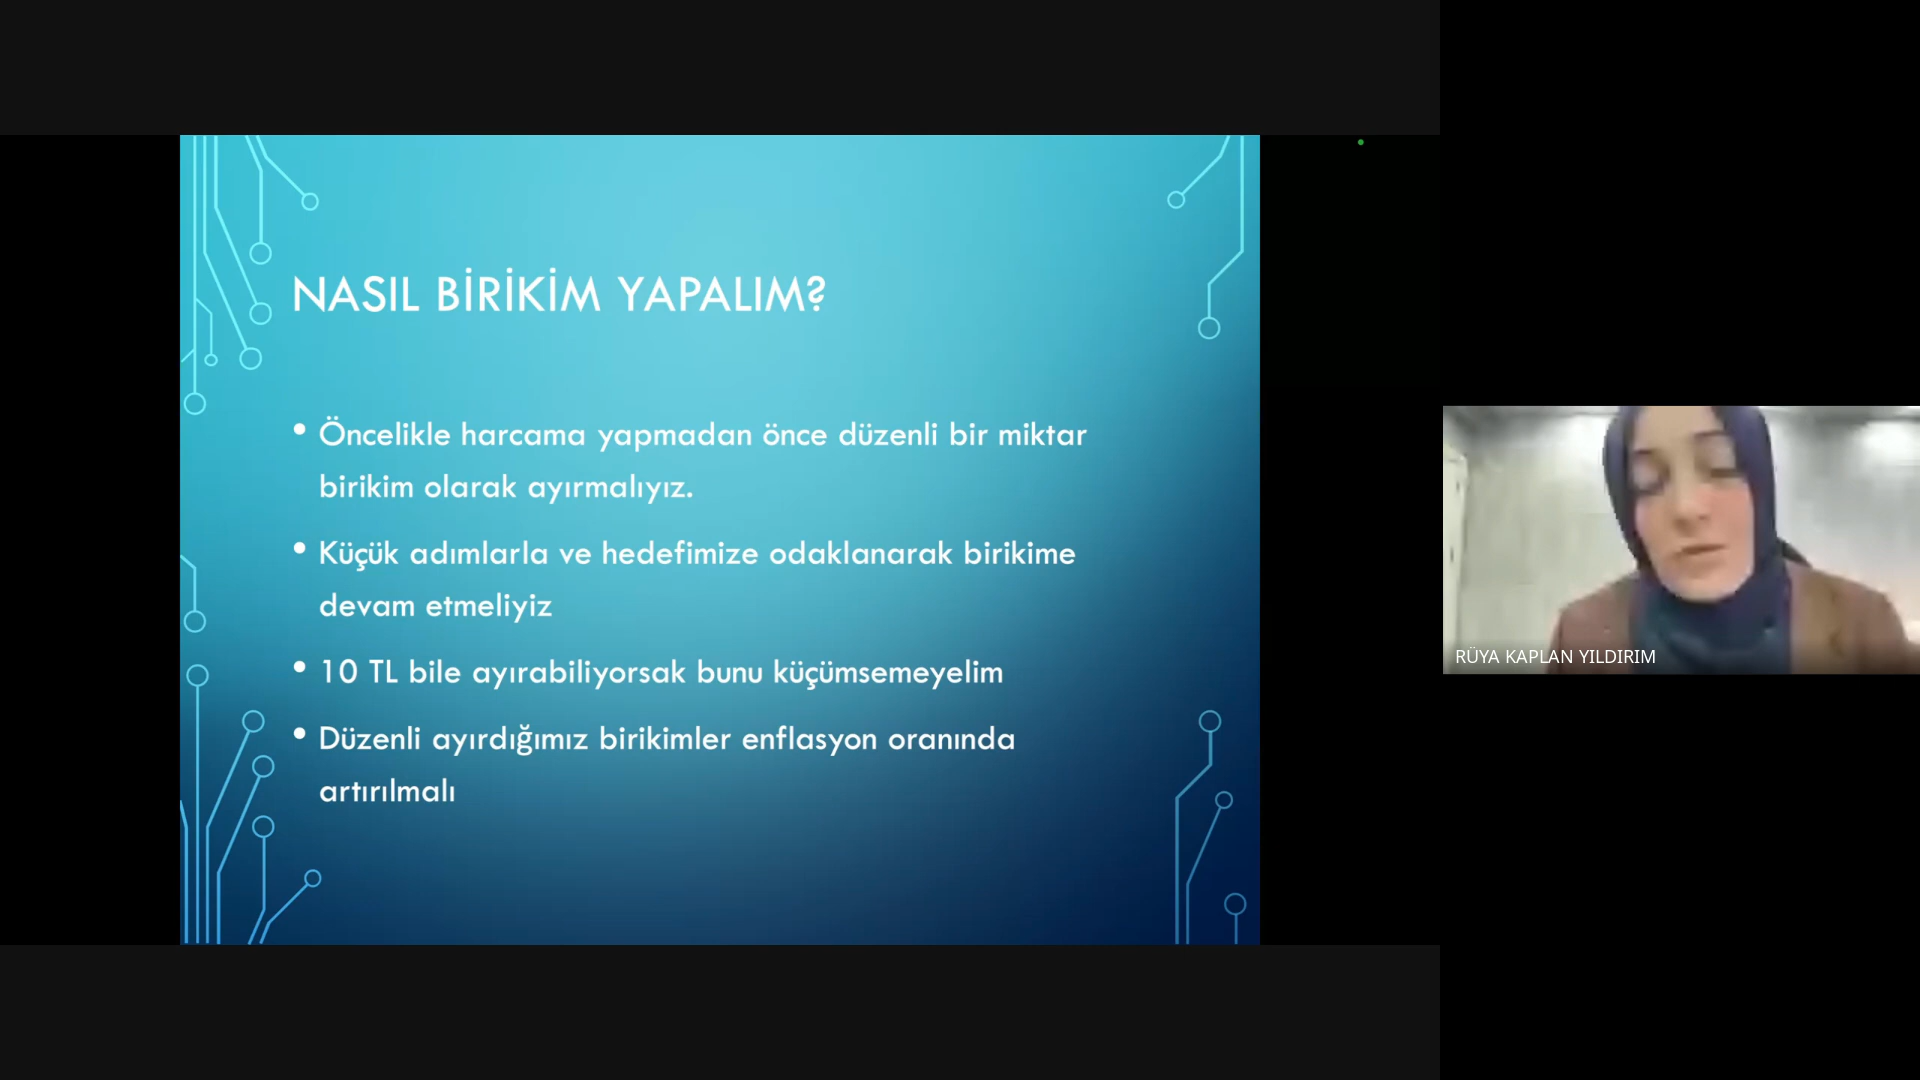 NASIL BİRİKİM YAPALIM?
• Öncelikle harcama yapmadan önce düzenli bir miktar
birikim olarak ayırmalıyız.
• Küçük adımlarla ve hedefimize odaklanarak birikime
devam etmeliyiz
• 10 TL bile ayırabiliyorsak bunu küçümsemeyelim
• Düzenli ayırdığımız birikimler enflasyon oranında
artırılmalı
RÜYA KAPLAN YILDIRIM